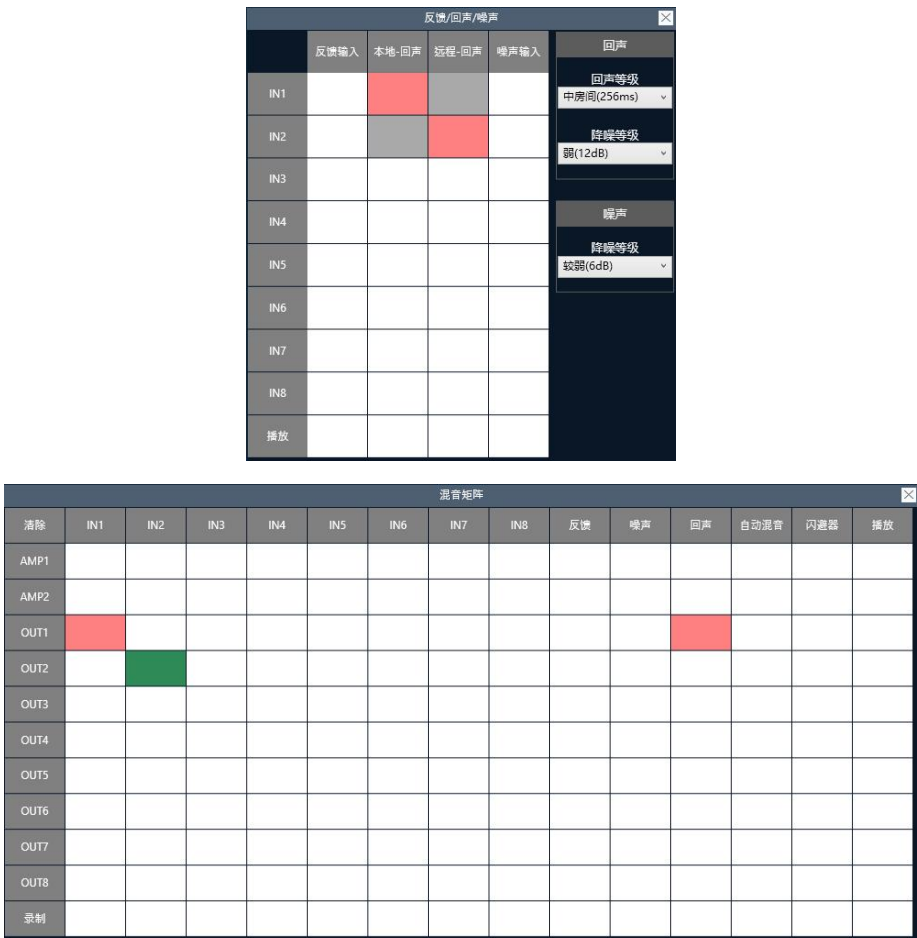 反馈/回声/噪声
反馈输入 本地-回声 远程-回声 噪声输入
IN1
IN2
IN3
IN4
IN5
IN6
IN7
IN8
播放
回声
回声等级
中房间(256ms)
降噪等级
弱(12dB)
噪声
降噪等级
较弱(6dB)
混音矩阵
清除 IN1 IN2 IN3 IN4 IN5 IN6 IN7 IN8 反馈 噪声 回声 自动混音 闪避器 播放
AMP1
AMP2
OUT1
OUT2
OUT3
OUT4
OUT5
OUT6
OUT7
OUT8
录制